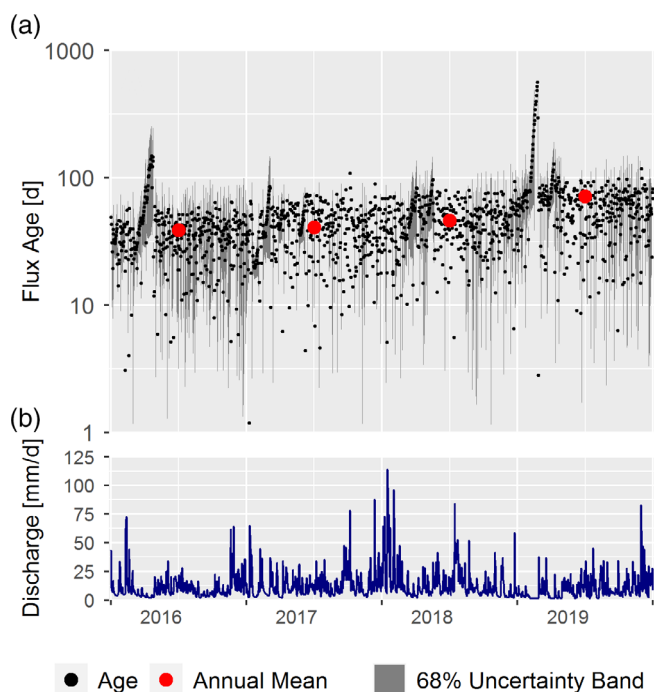 (a)
1000
100
10
1
Flux Age [d]
(b)
125
100
75
50
25
0
Discharge [mm/d]
2016 2017 2018 2019
Age Annual Mean 68% Uncertainty Band